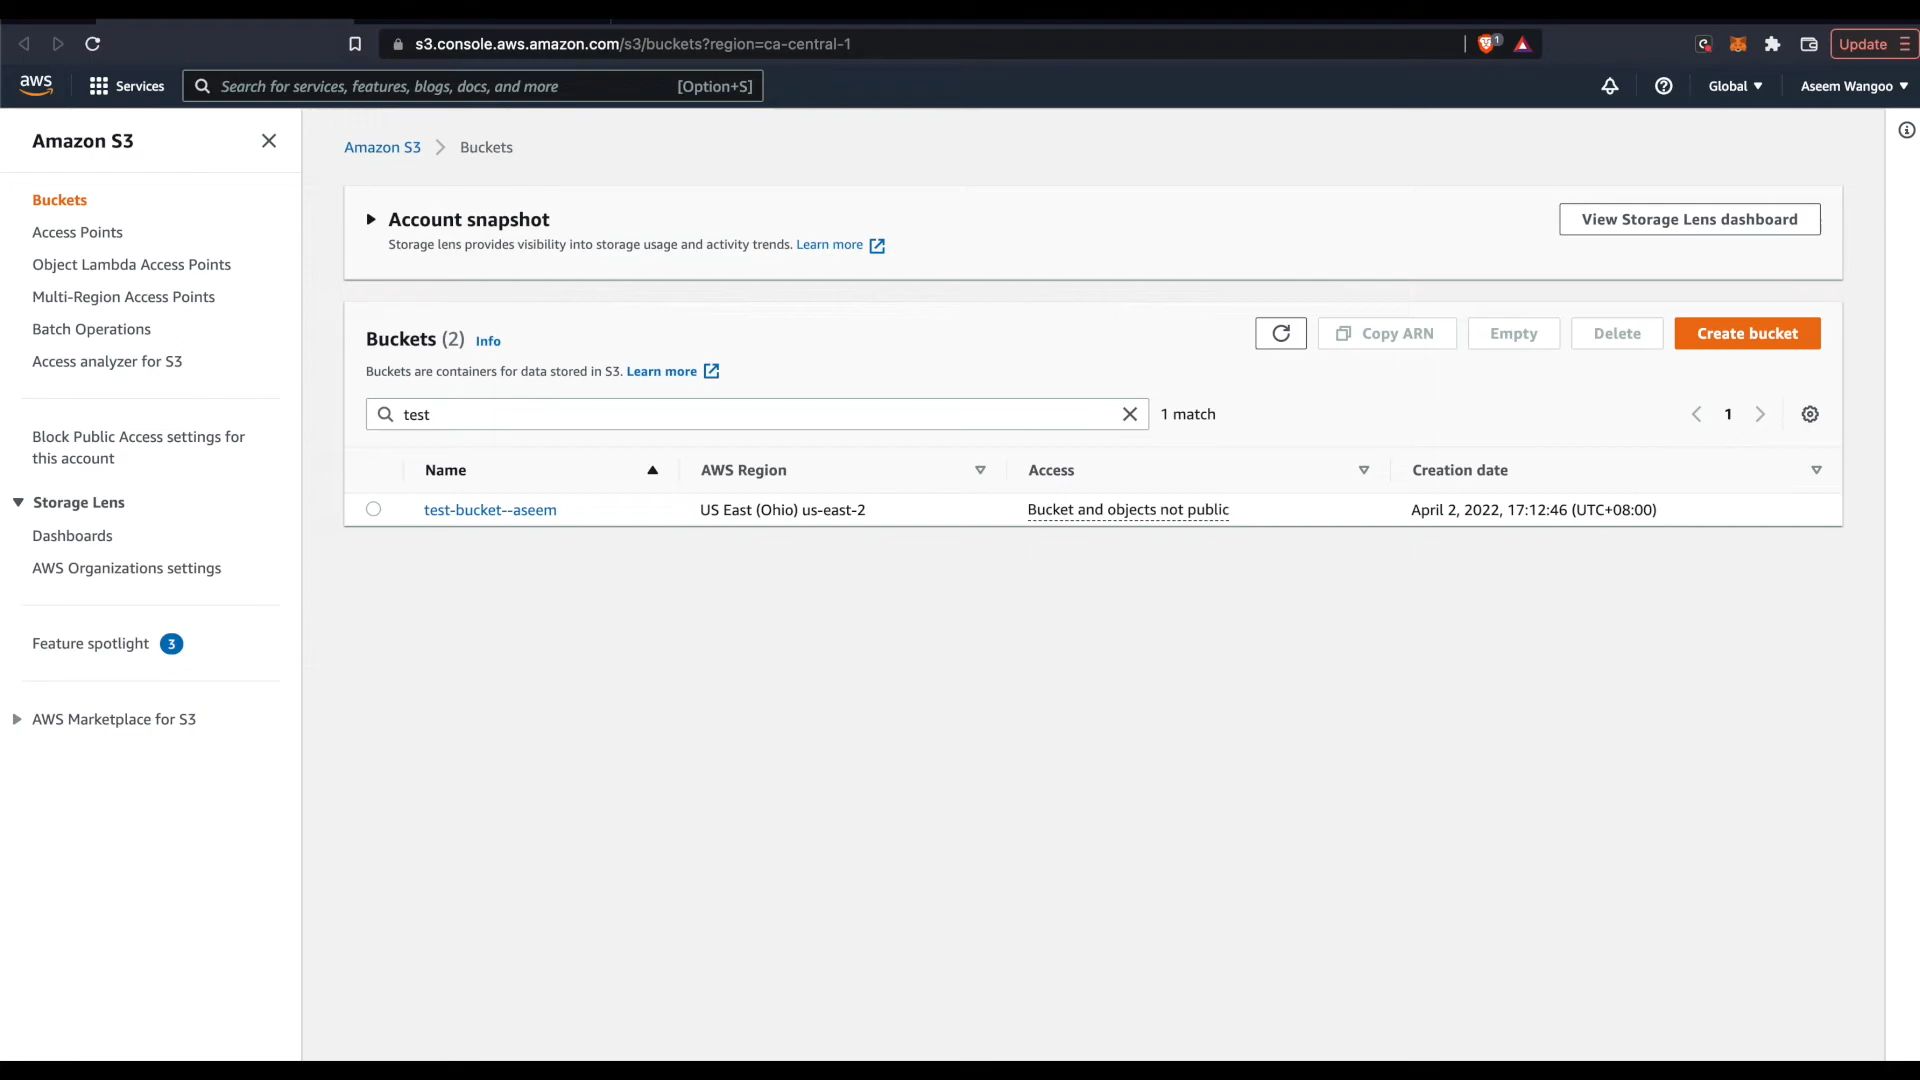 s3.console.aws.amazon.com/s3/buckets?region=ca-central-1
1
Update
aws
Services
Search for services, features, blogs, docs, and more
[Option+S]
Global
Aseem Wangoo
Amazon S3
Buckets
Access Points
Object Lambda Access Points
Multi-Region Access Points
Batch Operations
Access analyzer for S3
Block Public Access settings for
this account
Storage Lens
Dashboards
AWS Organizations settings
Feature spotlight 3
AWS Marketplace for S3
Amazon S3 > Buckets
Account snapshot
Storage lens provides visibility into storage usage and activity trends. Learn more
View Storage Lens dashboard
Buckets (2) Info
Buckets are containers for data stored in S3. Learn more
Copy ARN
Empty
Delete
Create bucket
test
1 match
1
Name AWS Region Access Creation date
test-bucket--aseem US East (Ohio) us-east-2 Bucket and objects not public April 2, 2022, 17:12:46 (UTC+08:00)